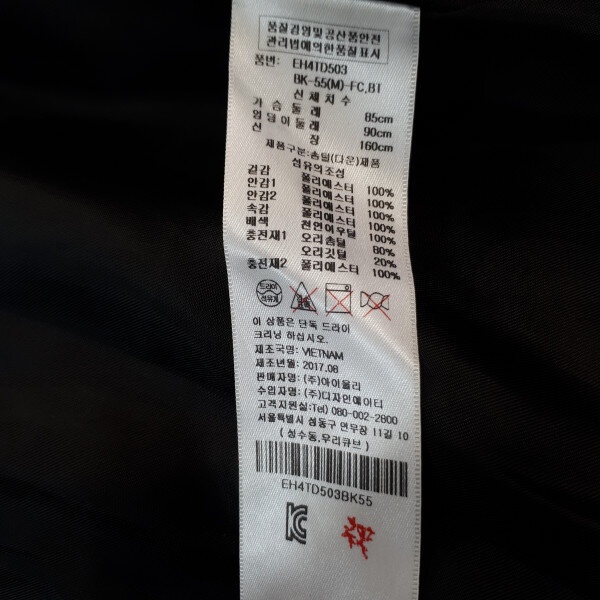 품질경영및공산품안전
관리법에의한품질표시
품번: EH4TD503
BK-55(M)-FC,BT
신 체 치 수
가 슴 둘 레 85cm
엉 덩 이 둘 레 90cm
신 장 160cm
제품구분:솜털(다운)제품
섬유의조성
겉감 폴리에스터 100%
안감1 폴리에스터 100%
안감2 폴리에스터 100%
속감 폴리에스터 100%
배색 천연여우털 100%
충전재1 오리솜털 80%
오리깃털 20%
충전재2 폴리에스터 100%
드라이
석유계
이 상품은 단독 드라이
크리닝 하십시오.
제조국명: VIETNAM
제조년월: 2017.08
판매자명: (주)아이올리
수입자명: (주)디자인에이티
고객지원실:Tel) 080-002-2800
서울특별시 성동구 연무장 11길 10
(성수동,우리큐브)
EH4TD503BK55